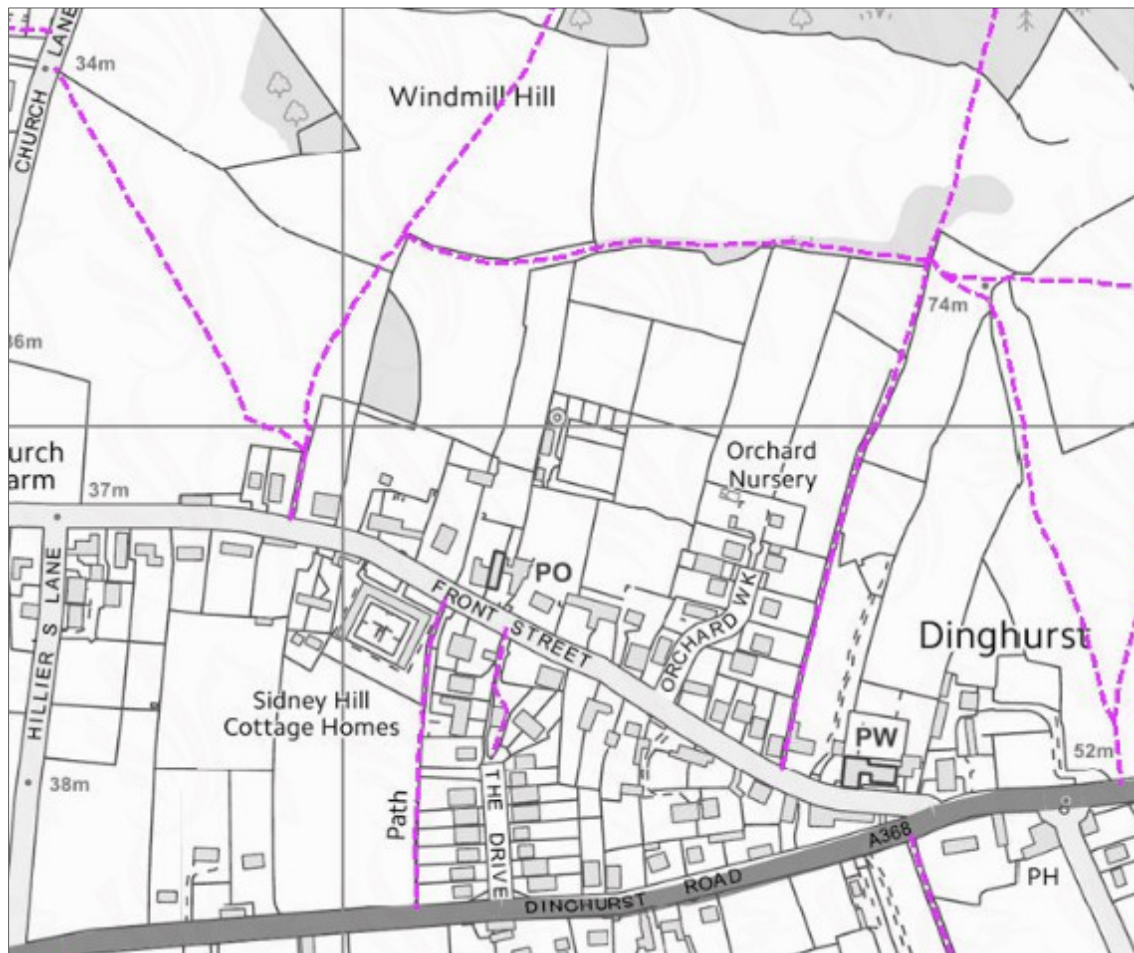 CHURCH LANE
34m
Windmill Hill
74m
36m
urch
arm
37m
Orchard
Nursery
HILLIER S LANE
PO
FRONT STREET
ORCHARD WK
Dinghurst
Sidney Hill
Cottage Homes
PW
52m
38m
Path
THE DRIVE
A368
DINGHURST ROAD
PH